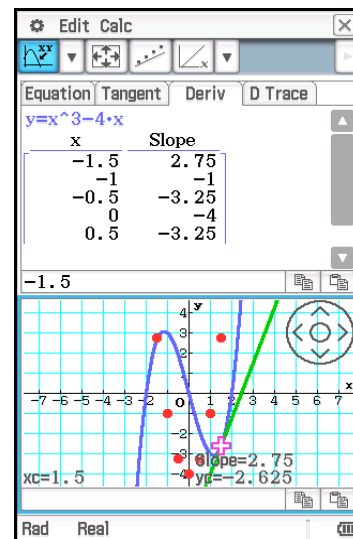 Edit Calc
Equation Tangent Deriv D Trace
y=x^3-4·x
x Slope
-1.5 2.75
-1 -1
-0.5 -3.25
0 -4
0.5 -3.25
-1.5
y
4
3
2
-7 -6 -5 -4 -3 -2 -1 O 1 2 3 4 5 6 7 x
-2
-3
-4
Slope=2.75
xc=1.5 yc=-2.625
Rad Real